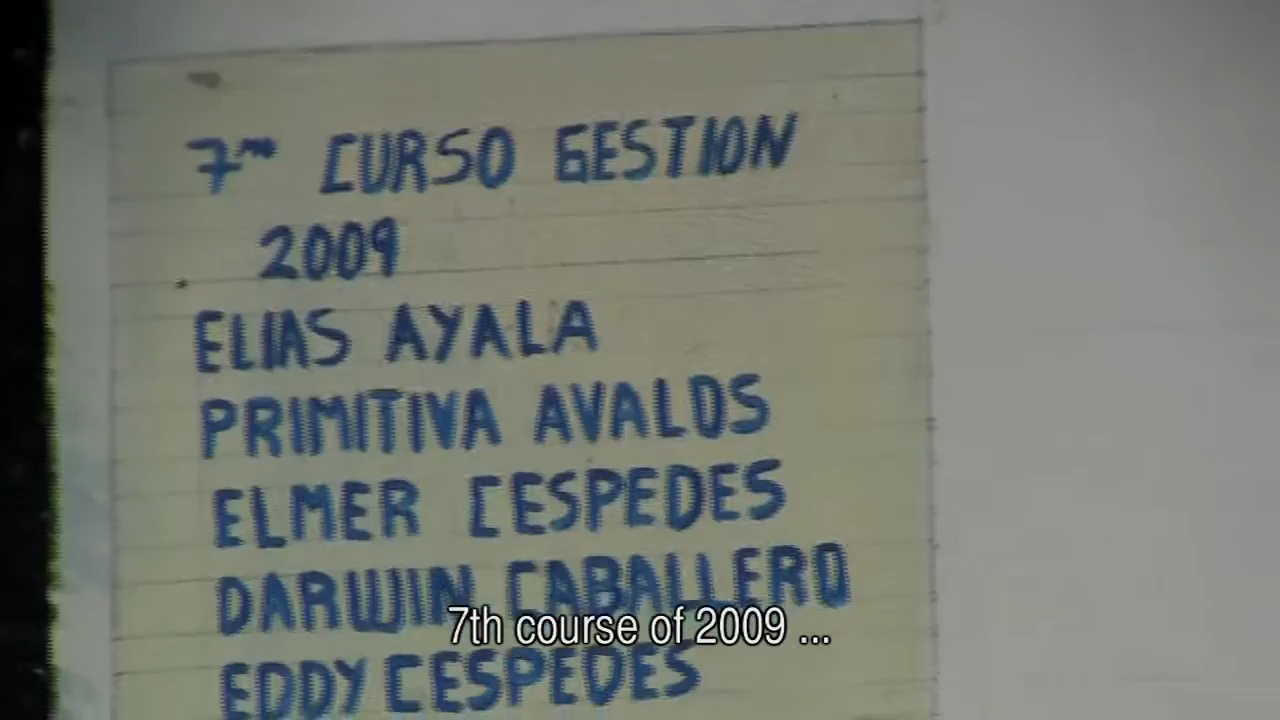 7mo CURSO GESTION
2009
ELIAS AYALA
PRIMITIVA AVALOS
ELMER CESPEDES
DARWIN CABALLERO
7th course of 2009 ...
EDDY CESPEDES